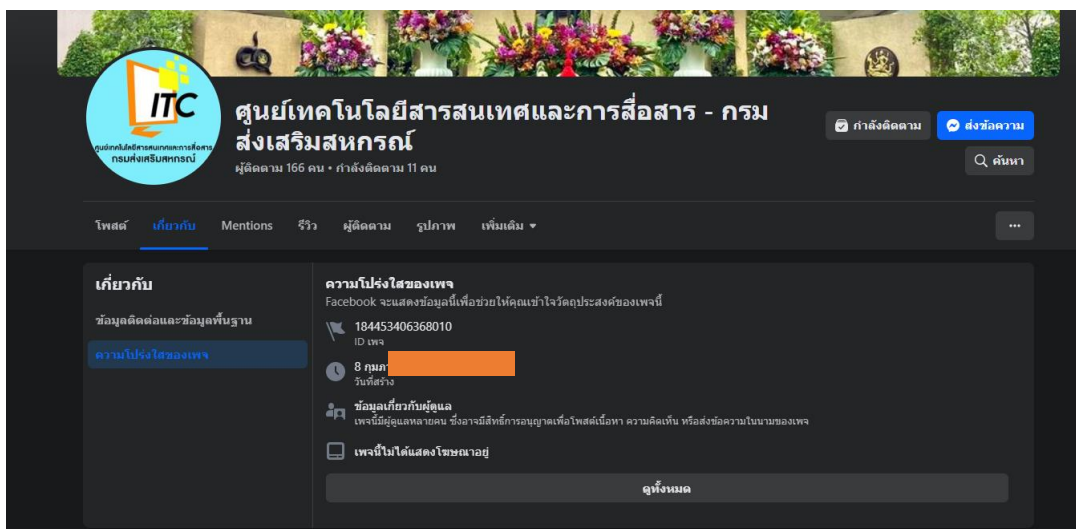 ITC
ศูนย์เทคโนโลยีสารสนเทศและการสื่อสาร
กรมส่งเสริมสหกรณ์
ศูนย์เทคโนโลยีสารสนเทศและการสื่อสาร - กรม
ส่งเสริมสหกรณ์
ผู้ติดตาม 166 คน • กำลังติดตาม 11 คน
กำลังติดตาม
ส่งข้อความ
ค้นหา
โพสต์ เกี่ยวกับ Mentions รีวิว ผู้ติดตาม รูปภาพ เพิ่มเติม
เกี่ยวกับ
ข้อมูลติดต่อและข้อมูลพื้นฐาน
ความโปร่งใสของเพจ
ความโปร่งใสของเพจ
Facebook จะแสดงข้อมูลนี้เพื่อช่วยให้คุณเข้าใจวัตถุประสงค์ของเพจนี้
184453406368010
ID เพจ
8
วันที่สร้าง
ข้อมูลเกี่ยวกับผู้ดูแล
เพจนี้มีผู้ดูแลหลายคน ซึ่งอาจมีสิทธิ์การอนุญาตเพื่อโพสต์เนื้อหา ความคิดเห็น หรือส่งข้อความในนามของเพจ
เพจนี้ไม่ได้แสดงโฆษณาอยู่
ดูทั้งหมด